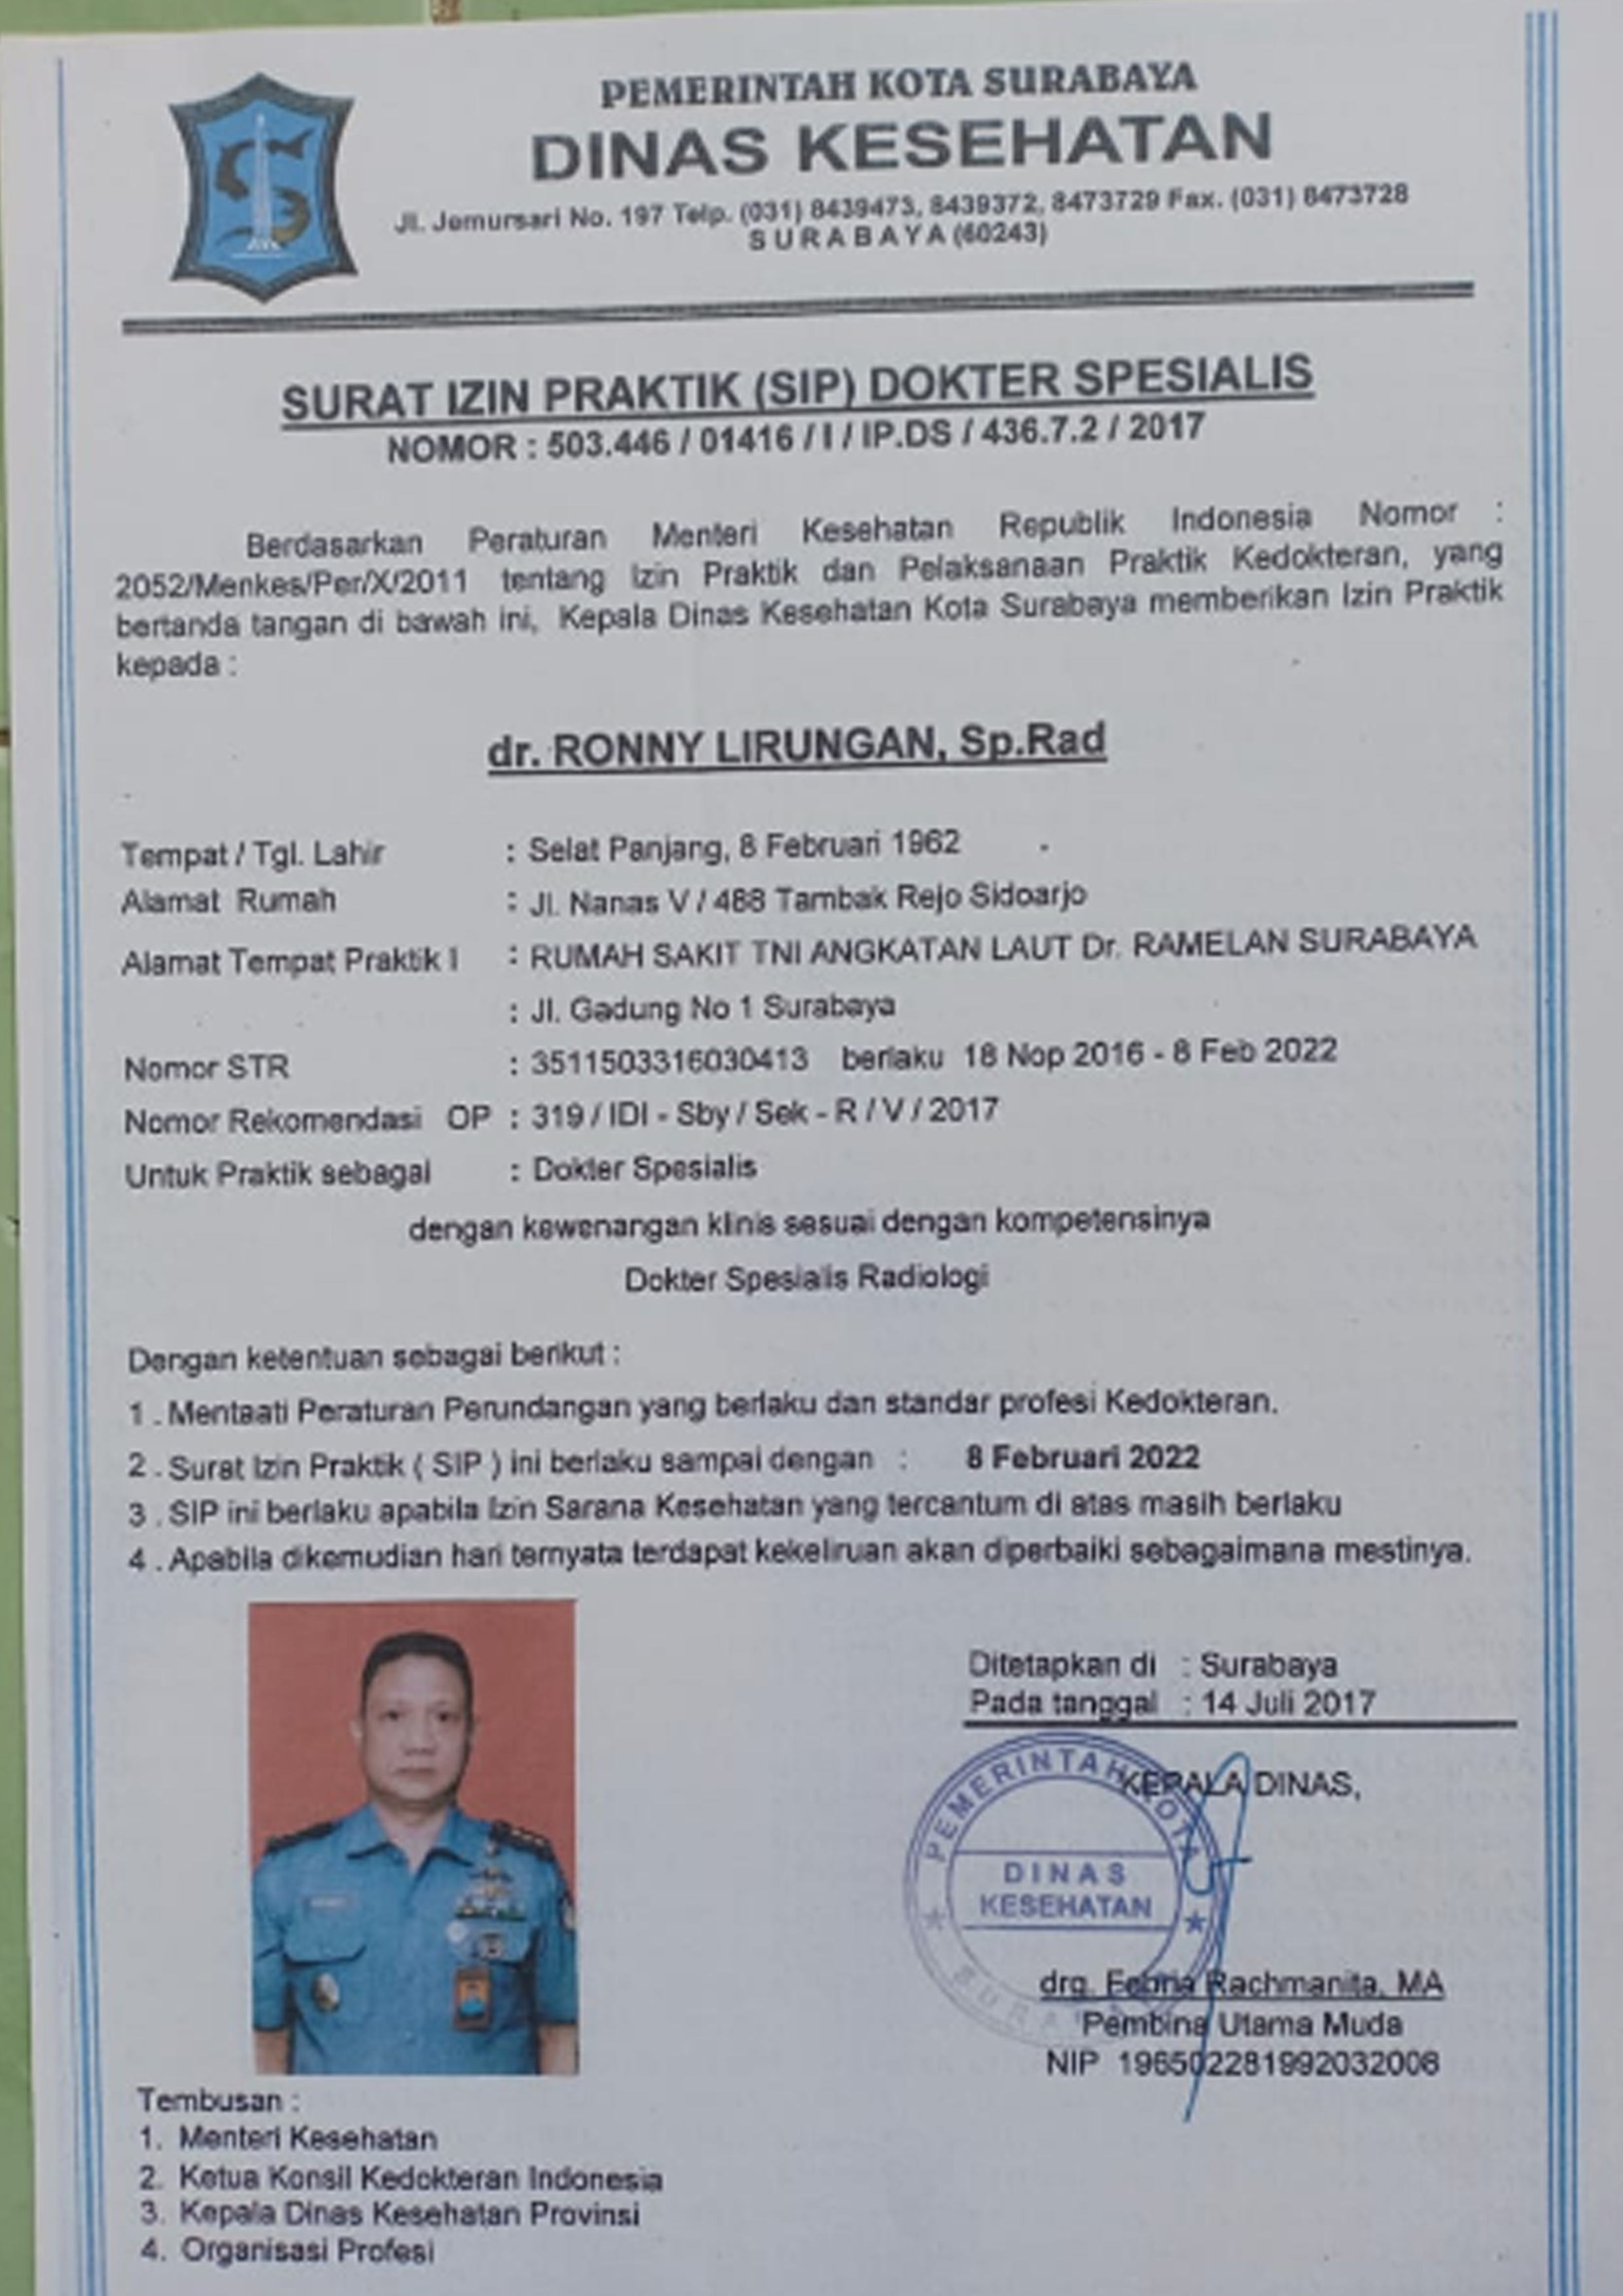 PEMERINTAH KOTA SURABAYA
DINAS KESEHATAN
Jl. Jemursari No. 197 Telp. (031) 8439473, 8439372, 8473729 Fax. (031) 8473728
SURABAYA (60243)
SURAT IZIN PRAKTIK (SIP) DOKTER SPESIALIS
NOMOR : 503.446 / 01416 / I / IP.DS / 436.7.2 / 2017
Berdasarkan Peraturan Menteri Kesehatan Republik Indonesia Nomor :
2052/Menkes/Per/X/2011 tentang Izin Praktik dan Pelaksanaan Praktik Kedokteran, yang
bertanda tangan di bawah ini, Kepala Dinas Kesehatan Kota Surabaya memberikan Izin Praktik
kepada :
dr. RONNY LIRUNGAN, Sp.Rad
Tempat / Tgl. Lahir : Selat Panjang, 8 Februari 1962
Alamat Rumah : Jl. Nanas V / 488 Tambak Rejo Sidoarjo
Alamat Tempat Praktik I : RUMAH SAKIT TNI ANGKATAN LAUT Dr. RAMELAN SURABAYA
: Jl. Gadung No 1 Surabaya
Nomor STR : 3511503316030413 berlaku 18 Nop 2016 - 8 Feb 2022
Nomor Rekomendasi OP : 319 / IDI - Sby / Sek - R / V / 2017
Untuk Praktik sebagai : Dokter Spesialis
dengan kewenangan klinis sesuai dengan kompetensinya
Dokter Spesialis Radiologi
Dengan ketentuan sebagai berikut :
1 . Mentaati Peraturan Perundangan yang berlaku dan standar profesi Kedokteran.
2 . Surat Izin Praktik ( SIP ) ini berlaku sampai dengan : 8 Februari 2022
3 . SIP ini berlaku apabila Izin Sarana Kesehatan yang tercantum di atas masih berlaku
4 . Apabila dikemudian hari ternyata terdapat kekeliruan akan diperbaiki sebagaimana mestinya.
Ditetapkan di : Surabaya
Pada tanggal : 14 Juli 2017
KEPALA DINAS,
PEMERINTAH KOTA
DINAS
KESEHATAN
drg. Febria Rachmanita, MA
Pembina Utama Muda
NIP 196502281992032008
Tembusan :
1. Menteri Kesehatan
2. Ketua Konsil Kedokteran Indonesia
3. Kepala Dinas Kesehatan Provinsi
4. Organisasi Profesi